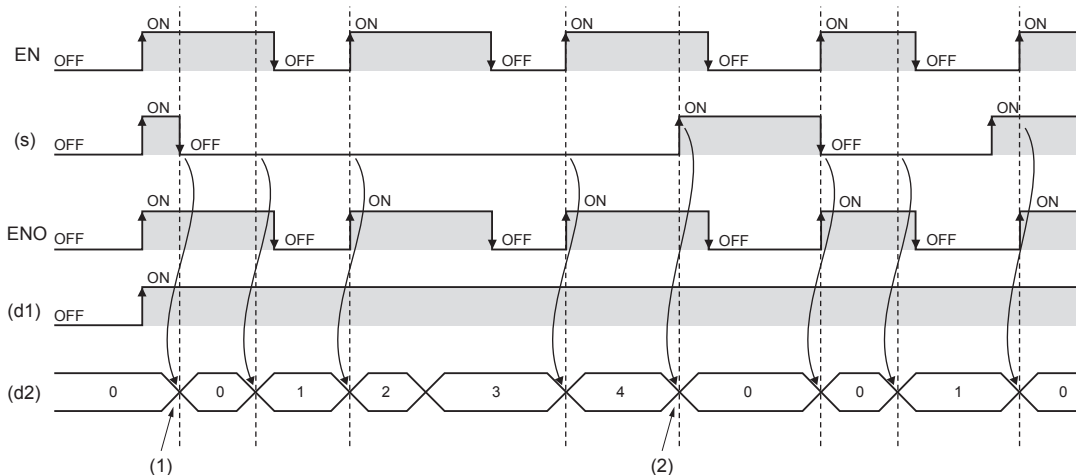 ON ON ON ON ON
EN OFF OFF OFF OFF OFF
ON ON ON
(s) OFF OFF OFF
ON ON ON ON ON
ENO OFF OFF OFF OFF OFF
ON
(d1) OFF
(d2) 0 0 1 2 3 4 0 0 1 0
(1) (2)